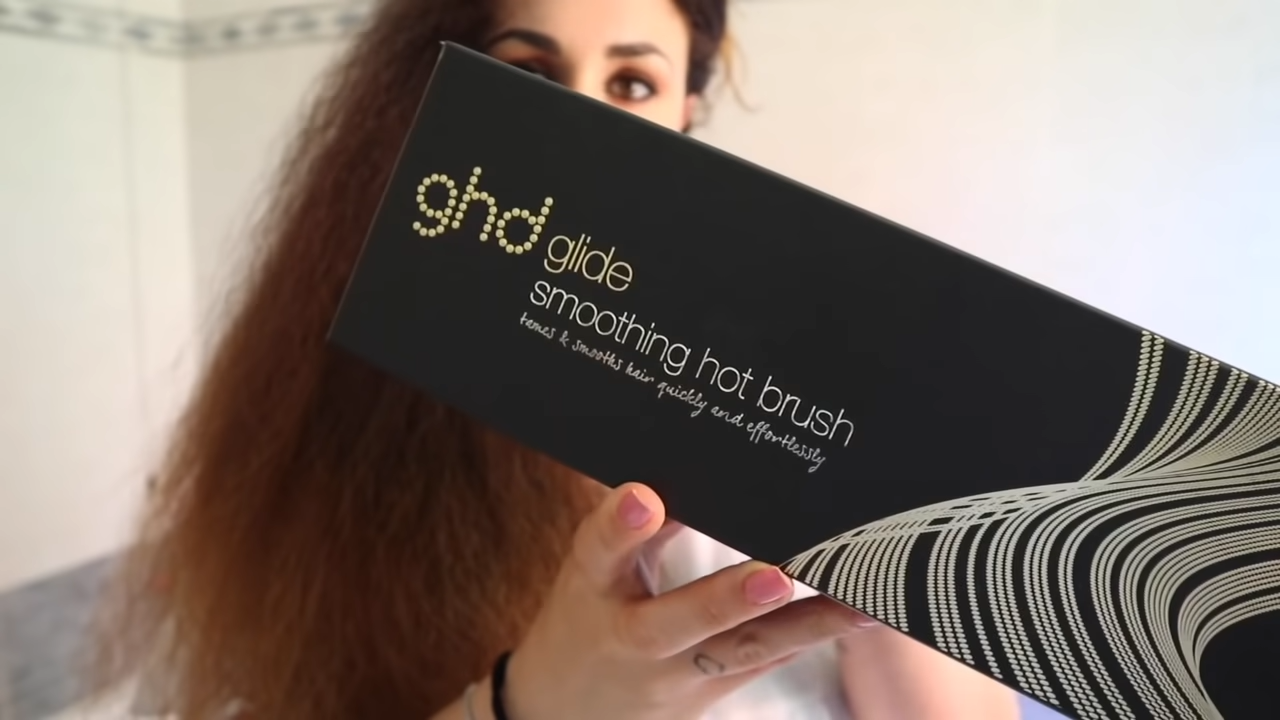 ghd glide
smoothing hot brush
tames & smooths hair quickly and effortlessly